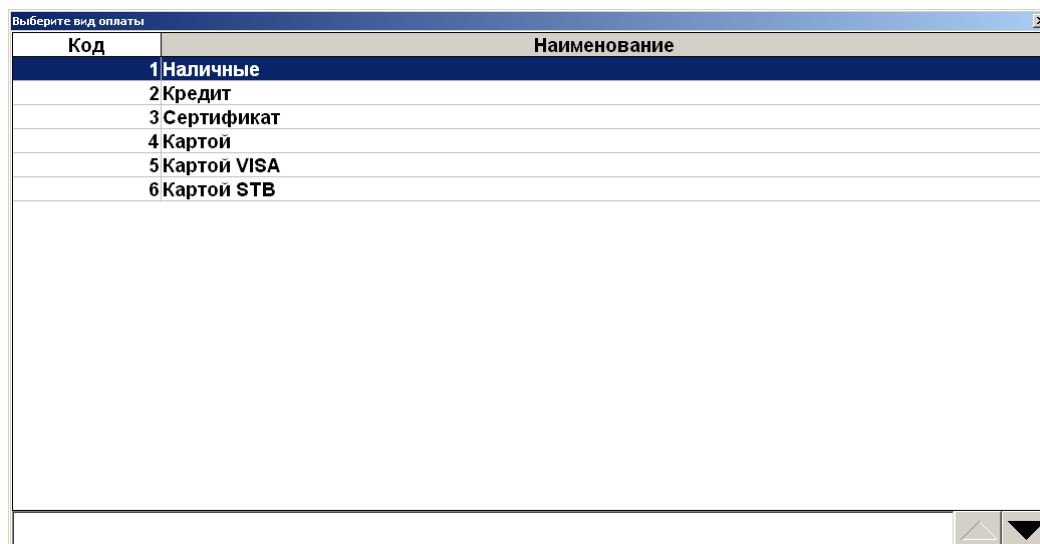 Выберите вид оплаты
Код Наименование
1 Наличные
2 Кредит
3 Сертификат
4 Картой
5 Картой VISA
6 Картой STB